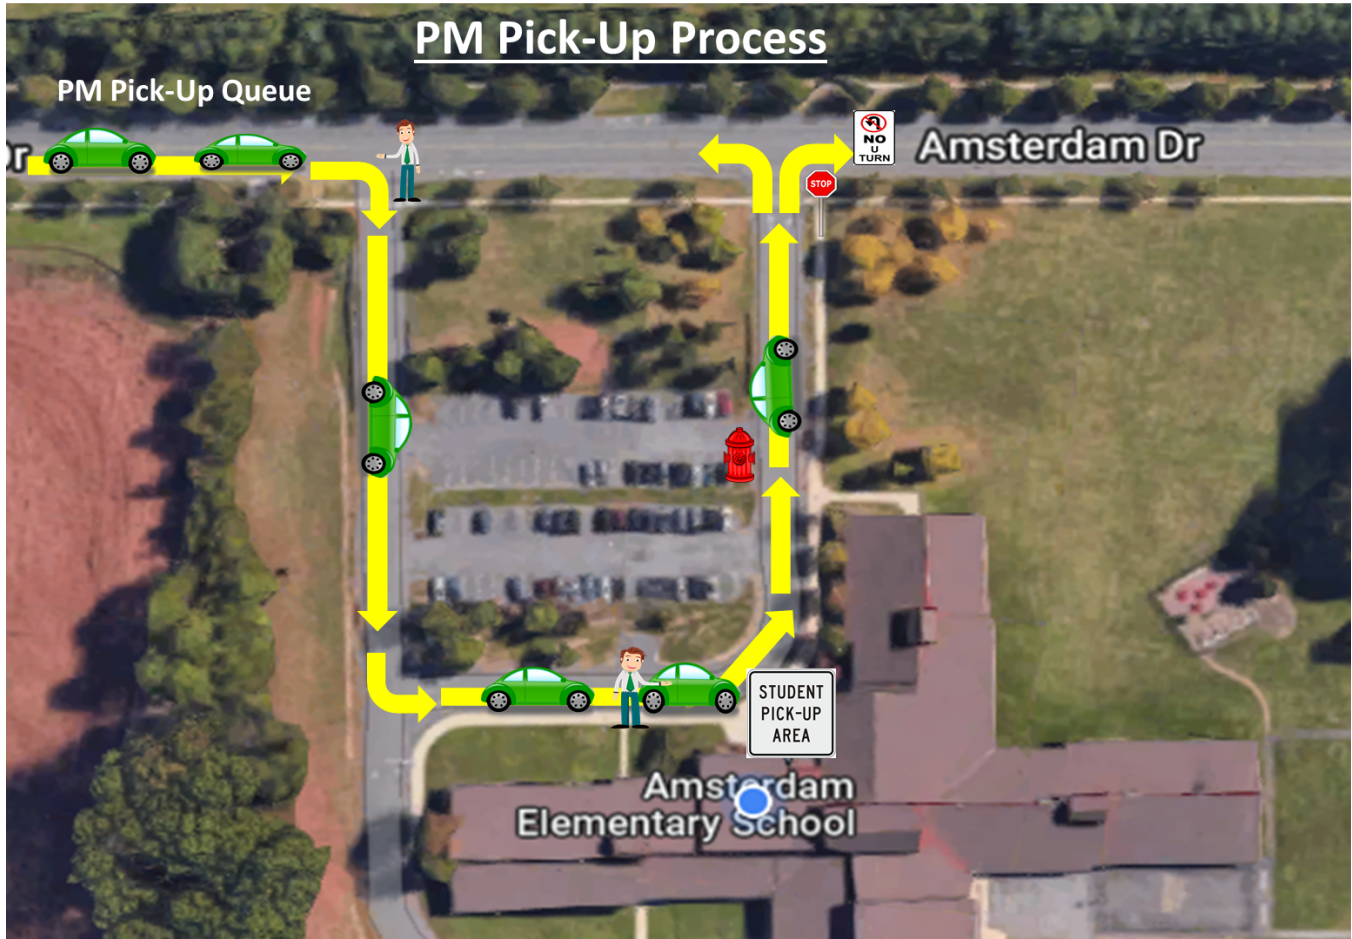 PM Pick-Up Process
PM Pick-Up Queue
Dr
NO
U
TURN
Amsterdam Dr
STOP
STUDENT
PICK-UP
AREA
Amsterdam
Elementary School